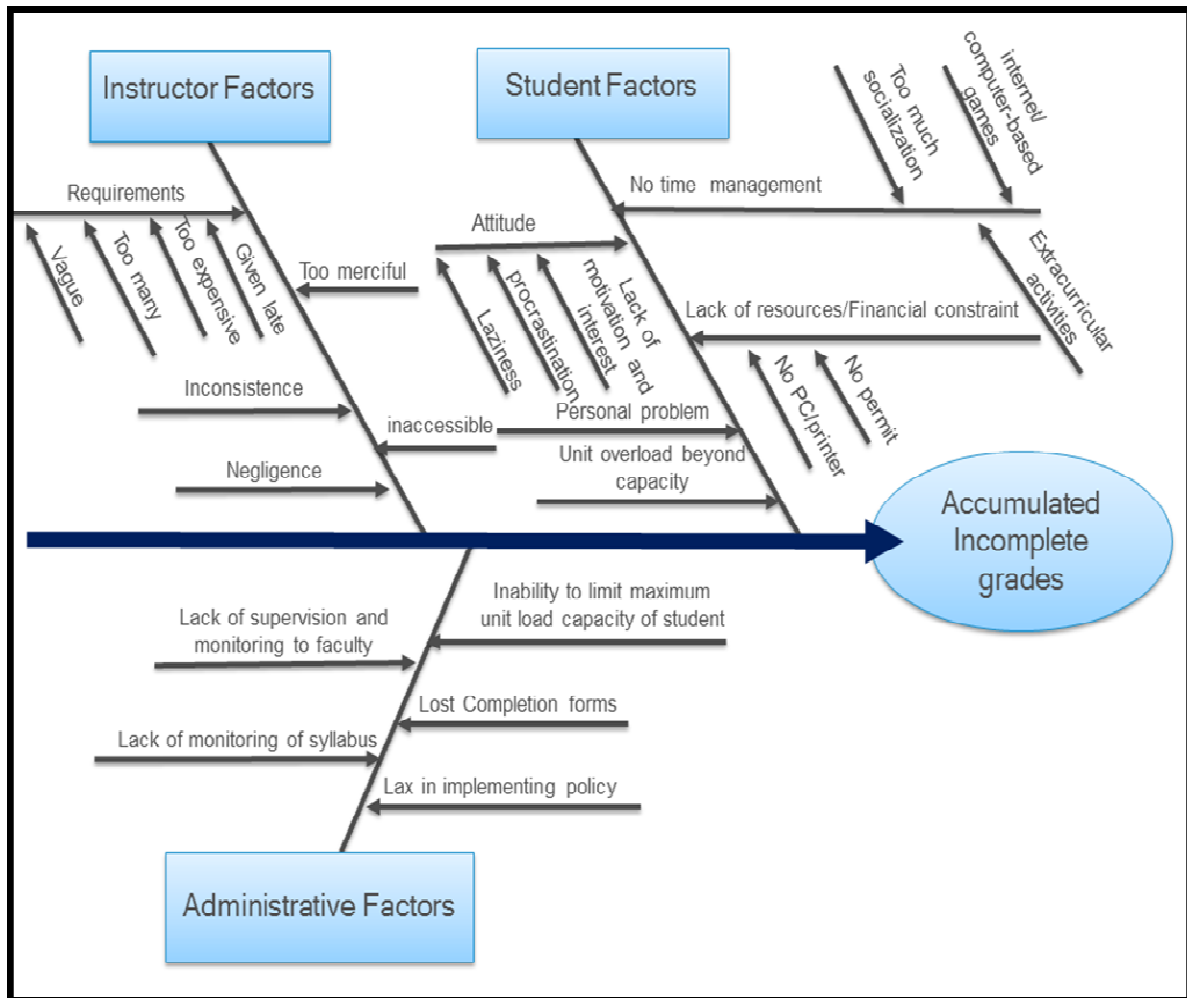 Instructor Factors
Requirements
Vague
Too many
Too expensive
Given late
Too merciful
Inconsistence
inaccessible
Negligence
Student Factors
No time management
Too much
socialization
internet/
computer-based
games
Extracurricular
activities
Attitude
Laziness
procrastination
Lack of
motivation and
interest
Lack of resources/Financial constraint
No PC/printer
No permit
Personal problem
Unit overload beyond
capacity
Accumulated
Incomplete
grades
Inability to limit maximum
unit load capacity of student
Lack of supervision and
monitoring to faculty
Lost Completion forms
Lack of monitoring of syllabus
Lax in implementing policy
Administrative Factors